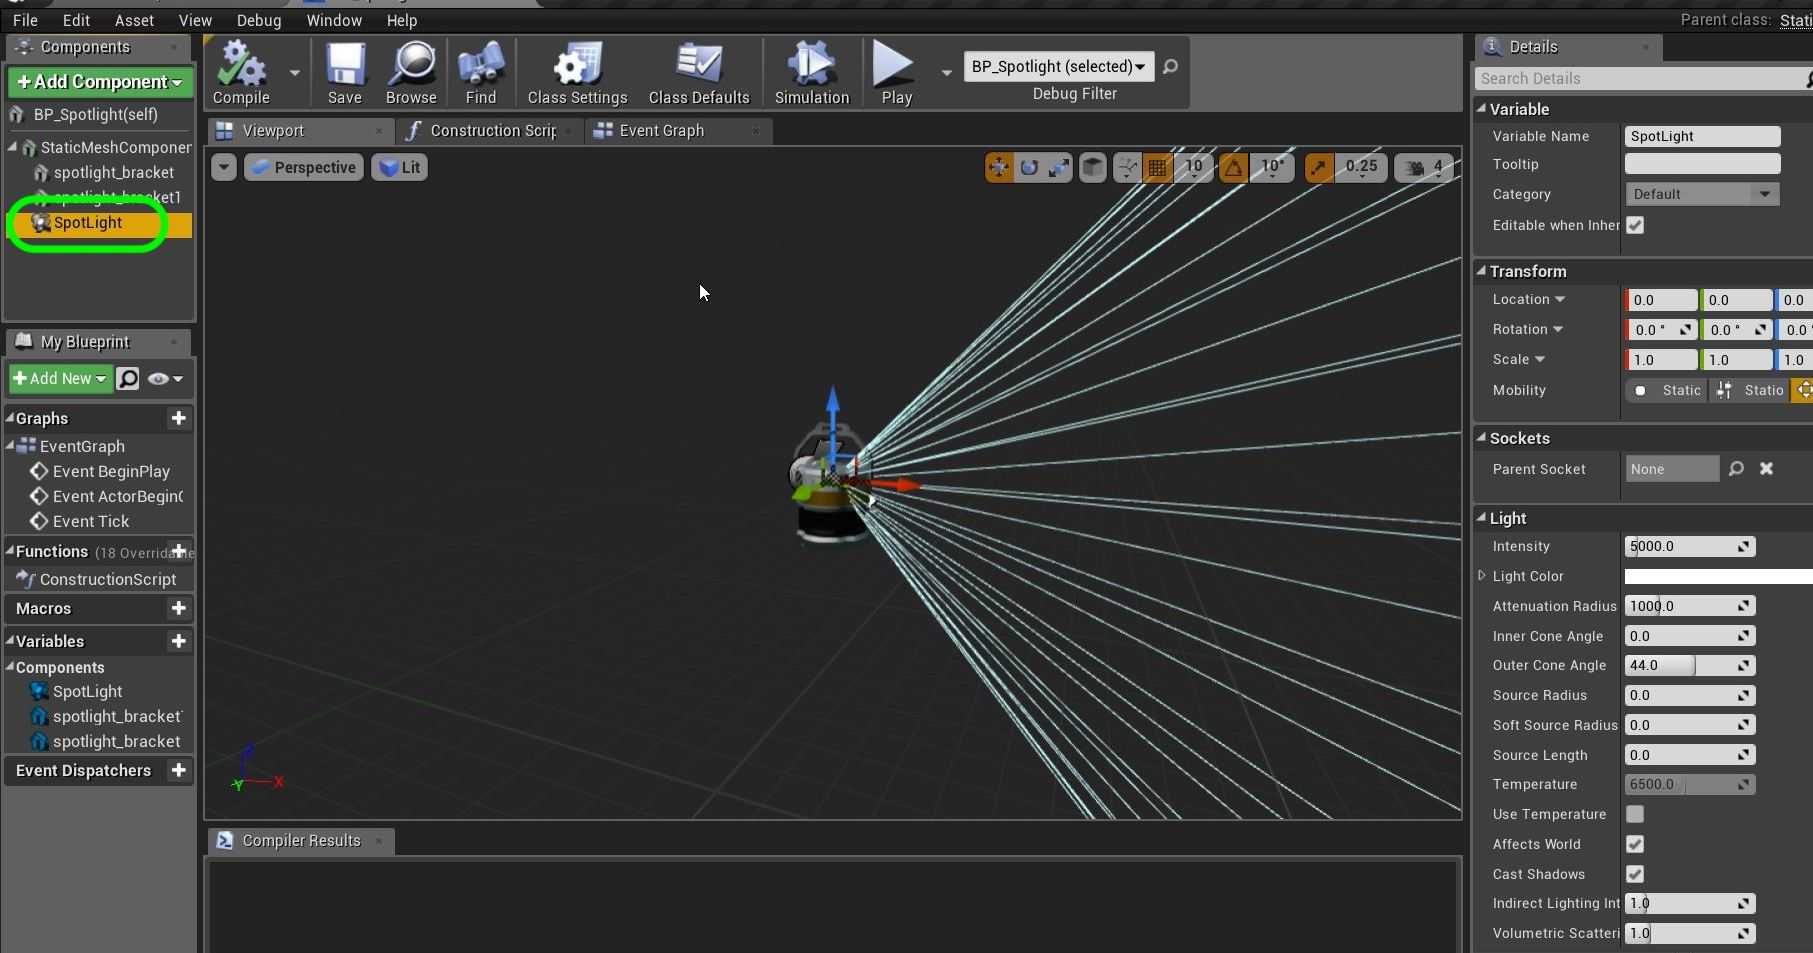 File Edit Asset View Debug Window Help
Parent class: Stati
Components
+Add Component
BP_Spotlight(self)
StaticMeshComponer
spotlight_bracket
spotlight_bracket1
SpotLight
My Blueprint
+Add New
Graphs
EventGraph
Event BeginPlay
Event ActorBegin
Event Tick
Functions (18 Overridable
ConstructionScript
Macros
Variables
Components
SpotLight
spotlight_bracket
spotlight_bracket
Event Dispatchers
Compile Save Browse Find Class Settings Class Defaults Simulation Play
BP_Spotlight (selected)
Debug Filter
Viewport Construction Scrip Event Graph
Perspective Lit
10 10° 0.25 4
X
Y
Compiler Results
Details
Search Details
Variable
Variable Name SpotLight
Tooltip
Category Default
Editable when Inher
Transform
Location 0.0 0.0 0.0
Rotation 0.0 ° 0.0 ° 0.0 °
Scale 1.0 1.0 1.0
Mobility Static Statio
Sockets
Parent Socket None
Light
Intensity 5000.0
Light Color
Attenuation Radius 1000.0
Inner Cone Angle 0.0
Outer Cone Angle 44.0
Source Radius 0.0
Soft Source Radius 0.0
Source Length 0.0
Temperature 6500.0
Use Temperature
Affects World
Cast Shadows
Indirect Lighting Int 1.0
Volumetric Scatteri 1.0